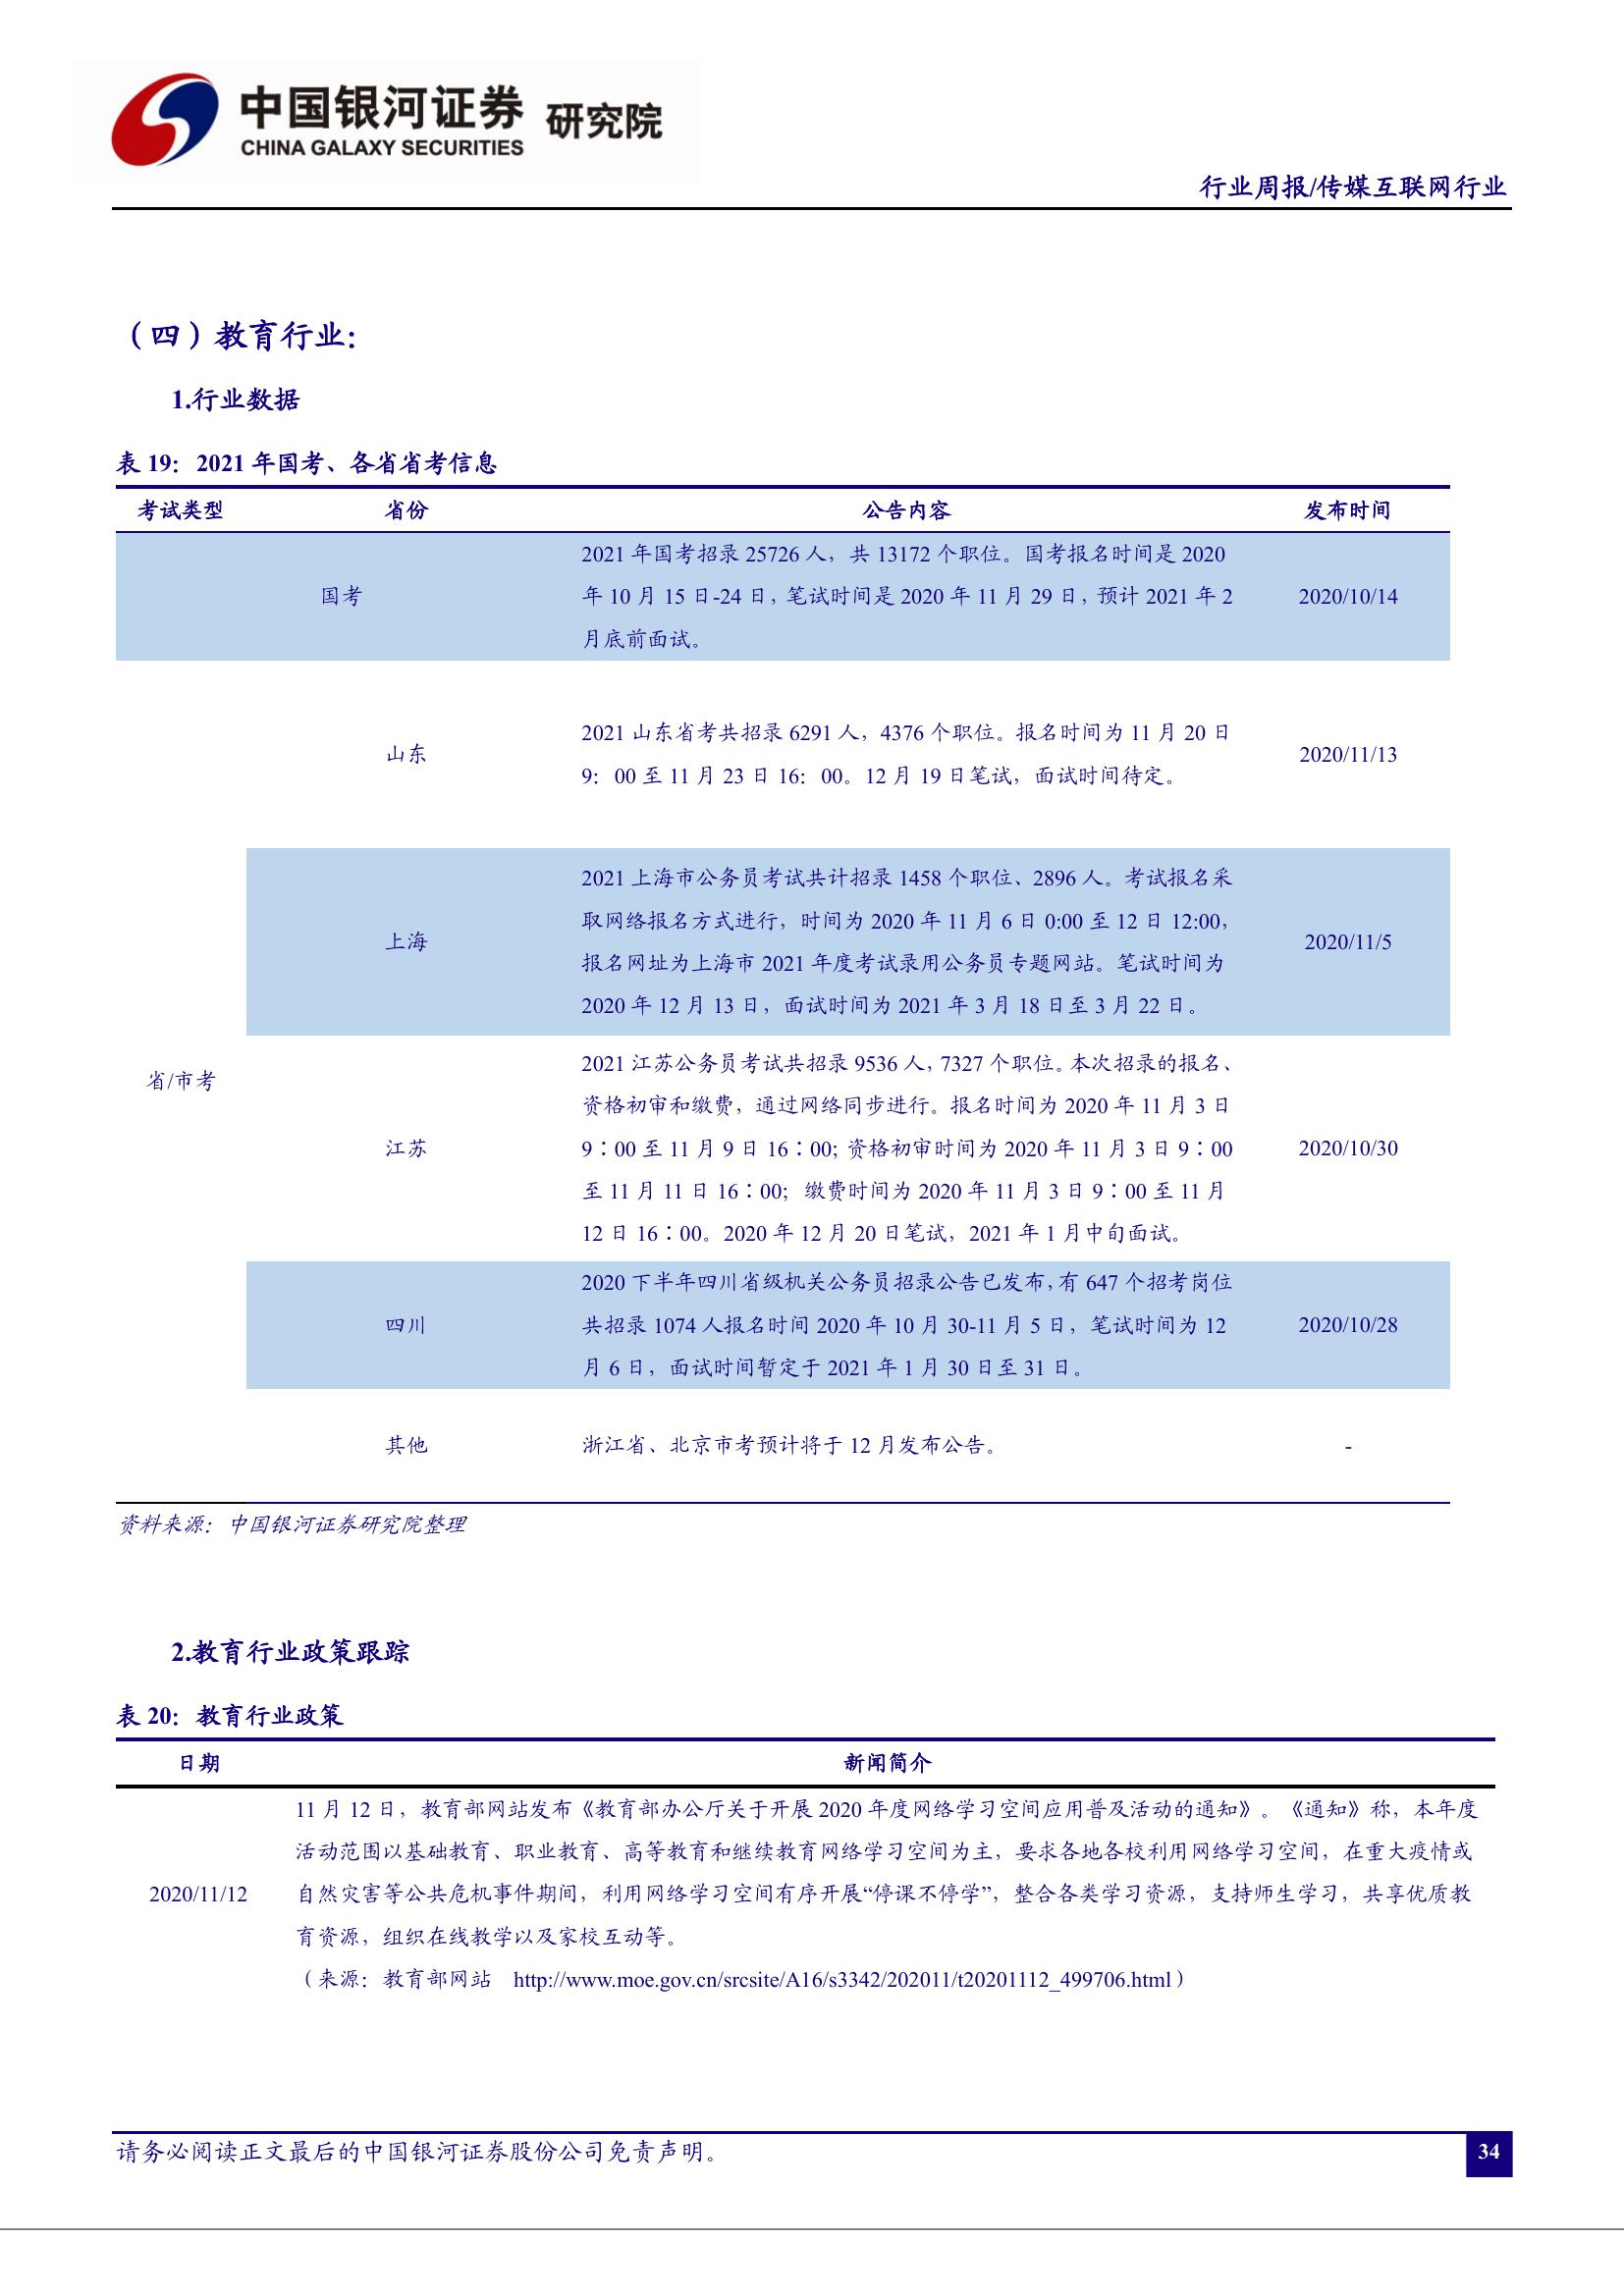 中国银河证券 研究院
CHINA GALAXY SECURITIES
行业周报/传媒互联网行业
（四）教育行业：
1.行业数据
表 19：2021 年国考、各省省考信息
考试类型 省份 公告内容 发布时间
国考
2021 年国考招录 25726 人，共 13172 个职位。国考报名时间是 2020
年 10 月 15 日-24 日，笔试时间是 2020 年 11 月 29 日，预计 2021 年 2
月底前面试。
2020/10/14
省/市考
山东
2021 山东省考共招录 6291 人，4376 个职位。报名时间为 11 月 20 日
9：00 至 11 月 23 日 16：00。12 月 19 日笔试，面试时间待定。
2020/11/13
上海
2021 上海市公务员考试共计招录 1458 个职位、2896 人。考试报名采
取网络报名方式进行，时间为 2020 年 11 月 6 日 0:00 至 12 日 12:00，
报名网址为上海市 2021 年度考试录用公务员专题网站。笔试时间为
2020 年 12 月 13 日，面试时间为 2021 年 3 月 18 日至 3 月 22 日。
2020/11/5
江苏
2021 江苏公务员考试共招录 9536 人，7327 个职位。本次招录的报名、
资格初审和缴费，通过网络同步进行。报名时间为 2020 年 11 月 3 日
9∶00 至 11 月 9 日 16∶00；资格初审时间为 2020 年 11 月 3 日 9∶00
至 11 月 11 日 16∶00；缴费时间为 2020 年 11 月 3 日 9∶00 至 11 月
12 日 16∶00。2020 年 12 月 20 日笔试，2021 年 1 月中旬面试。
2020/10/30
四川
2020 下半年四川省级机关公务员招录公告已发布，有 647 个招考岗位
共招录 1074 人报名时间 2020 年 10 月 30-11 月 5 日，笔试时间为 12
月 6 日，面试时间暂定于 2021 年 1 月 30 日至 31 日。
2020/10/28
其他
浙江省、北京市考预计将于 12 月发布公告。
-
资料来源：中国银河证券研究院整理
2.教育行业政策跟踪
表 20：教育行业政策
日期 新闻简介
2020/11/12
11 月 12 日，教育部网站发布《教育部办公厅关于开展 2020 年度网络学习空间应用普及活动的通知》。《通知》称，本年度
活动范围以基础教育、职业教育、高等教育和继续教育网络学习空间为主，要求各地各校利用网络学习空间，在重大疫情或
自然灾害等公共危机事件期间，利用网络学习空间有序开展“停课不停学”，整合各类学习资源，支持师生学习，共享优质教
育资源，组织在线教学以及家校互动等。
（来源：教育部网站 http://www.moe.gov.cn/srcsite/A16/s3342/202011/t20201112_499706.html）
请务必阅读正文最后的中国银河证券股份公司免责声明。
34